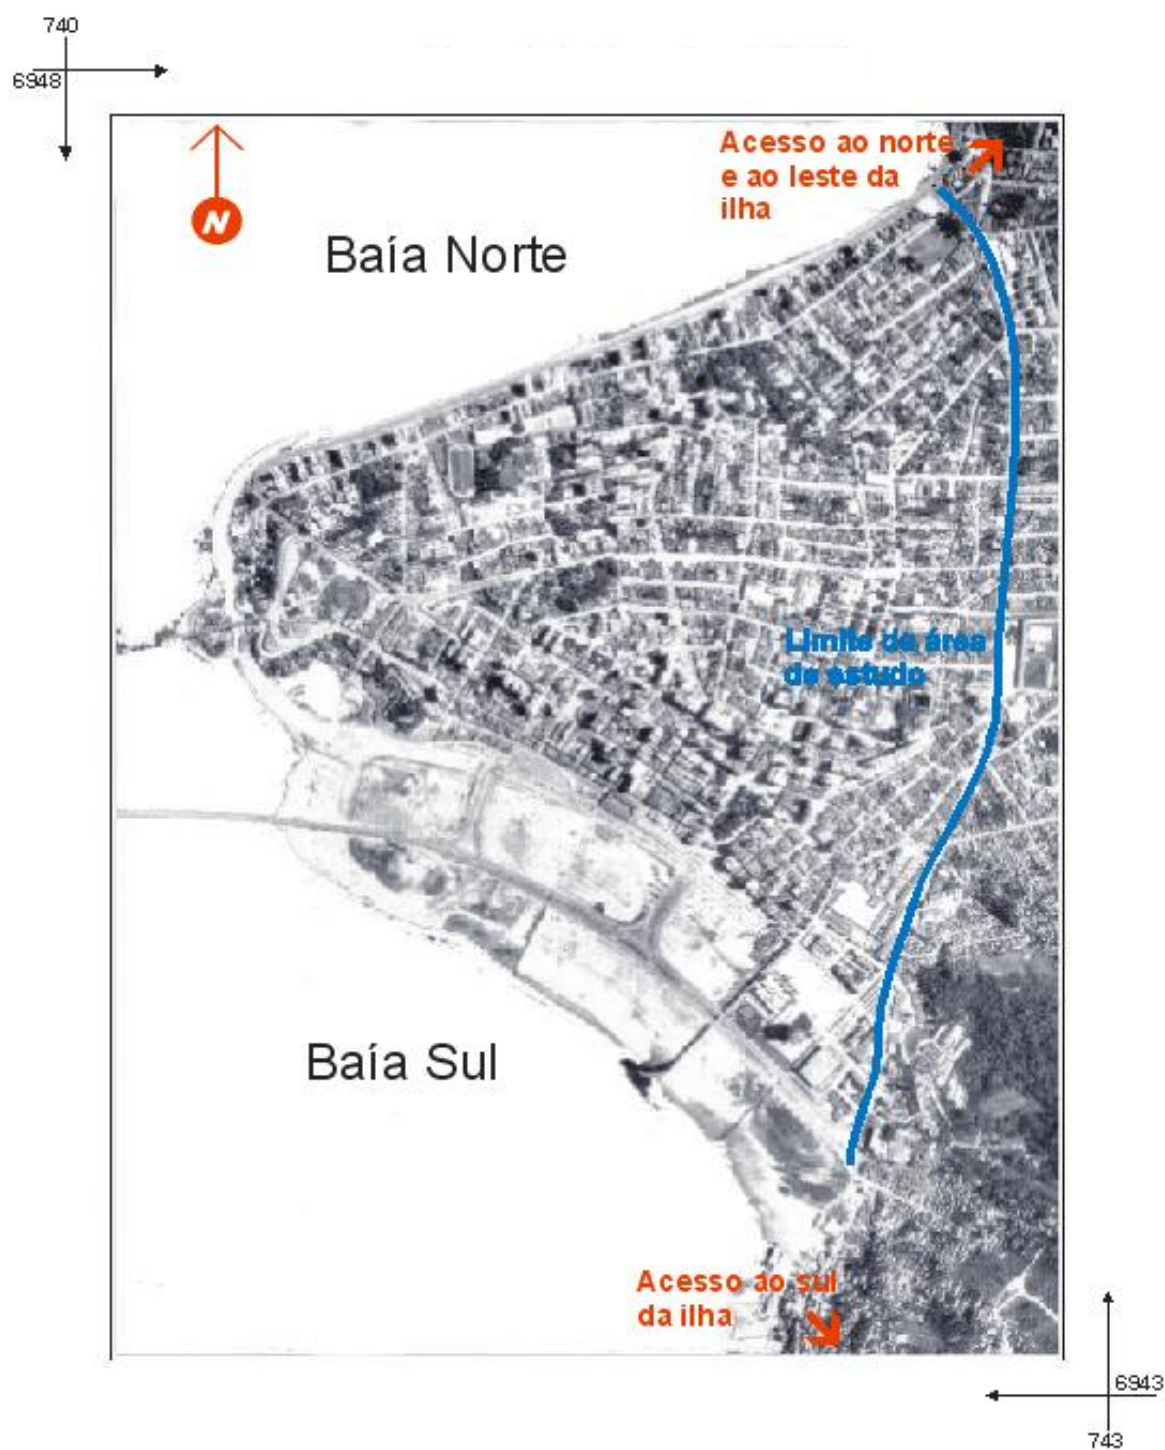 740
6948
Acesso ao norte
e ao leste da
ilha
N
Baía Norte
Limite de área
de estudo
Baía Sul
Acesso ao sul
da ilha
6943
743